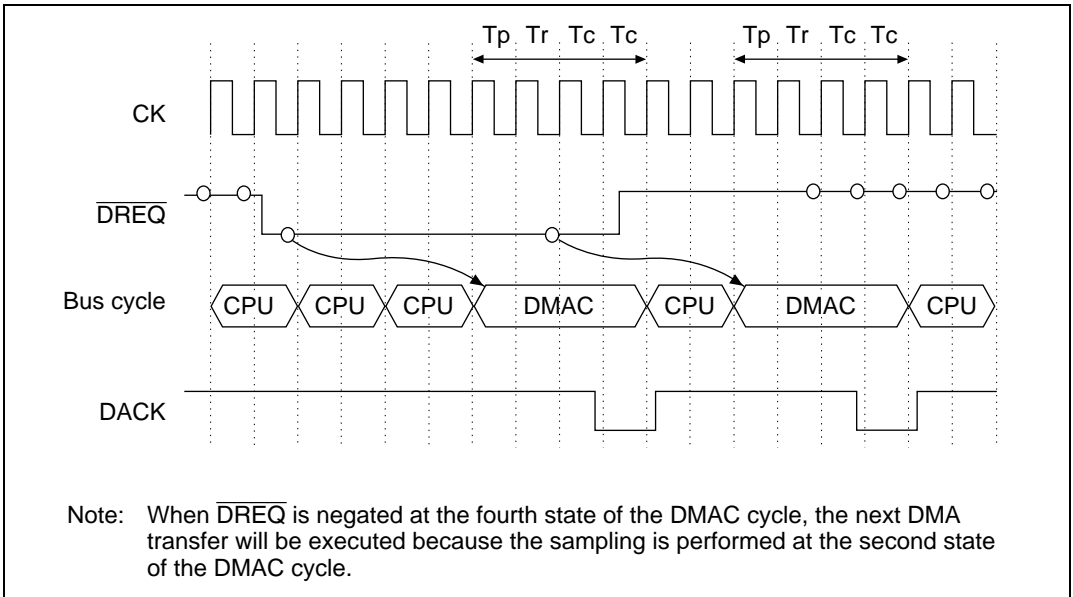 Tp Tr Tc Tc Tp Tr Tc Tc
CK
DREQ
Bus cycle CPU CPU CPU DMAC CPU DMAC CPU
DACK
Note: When DREQ is negated at the fourth state of the DMAC cycle, the next DMA
transfer will be executed because the sampling is performed at the second state
of the DMAC cycle.